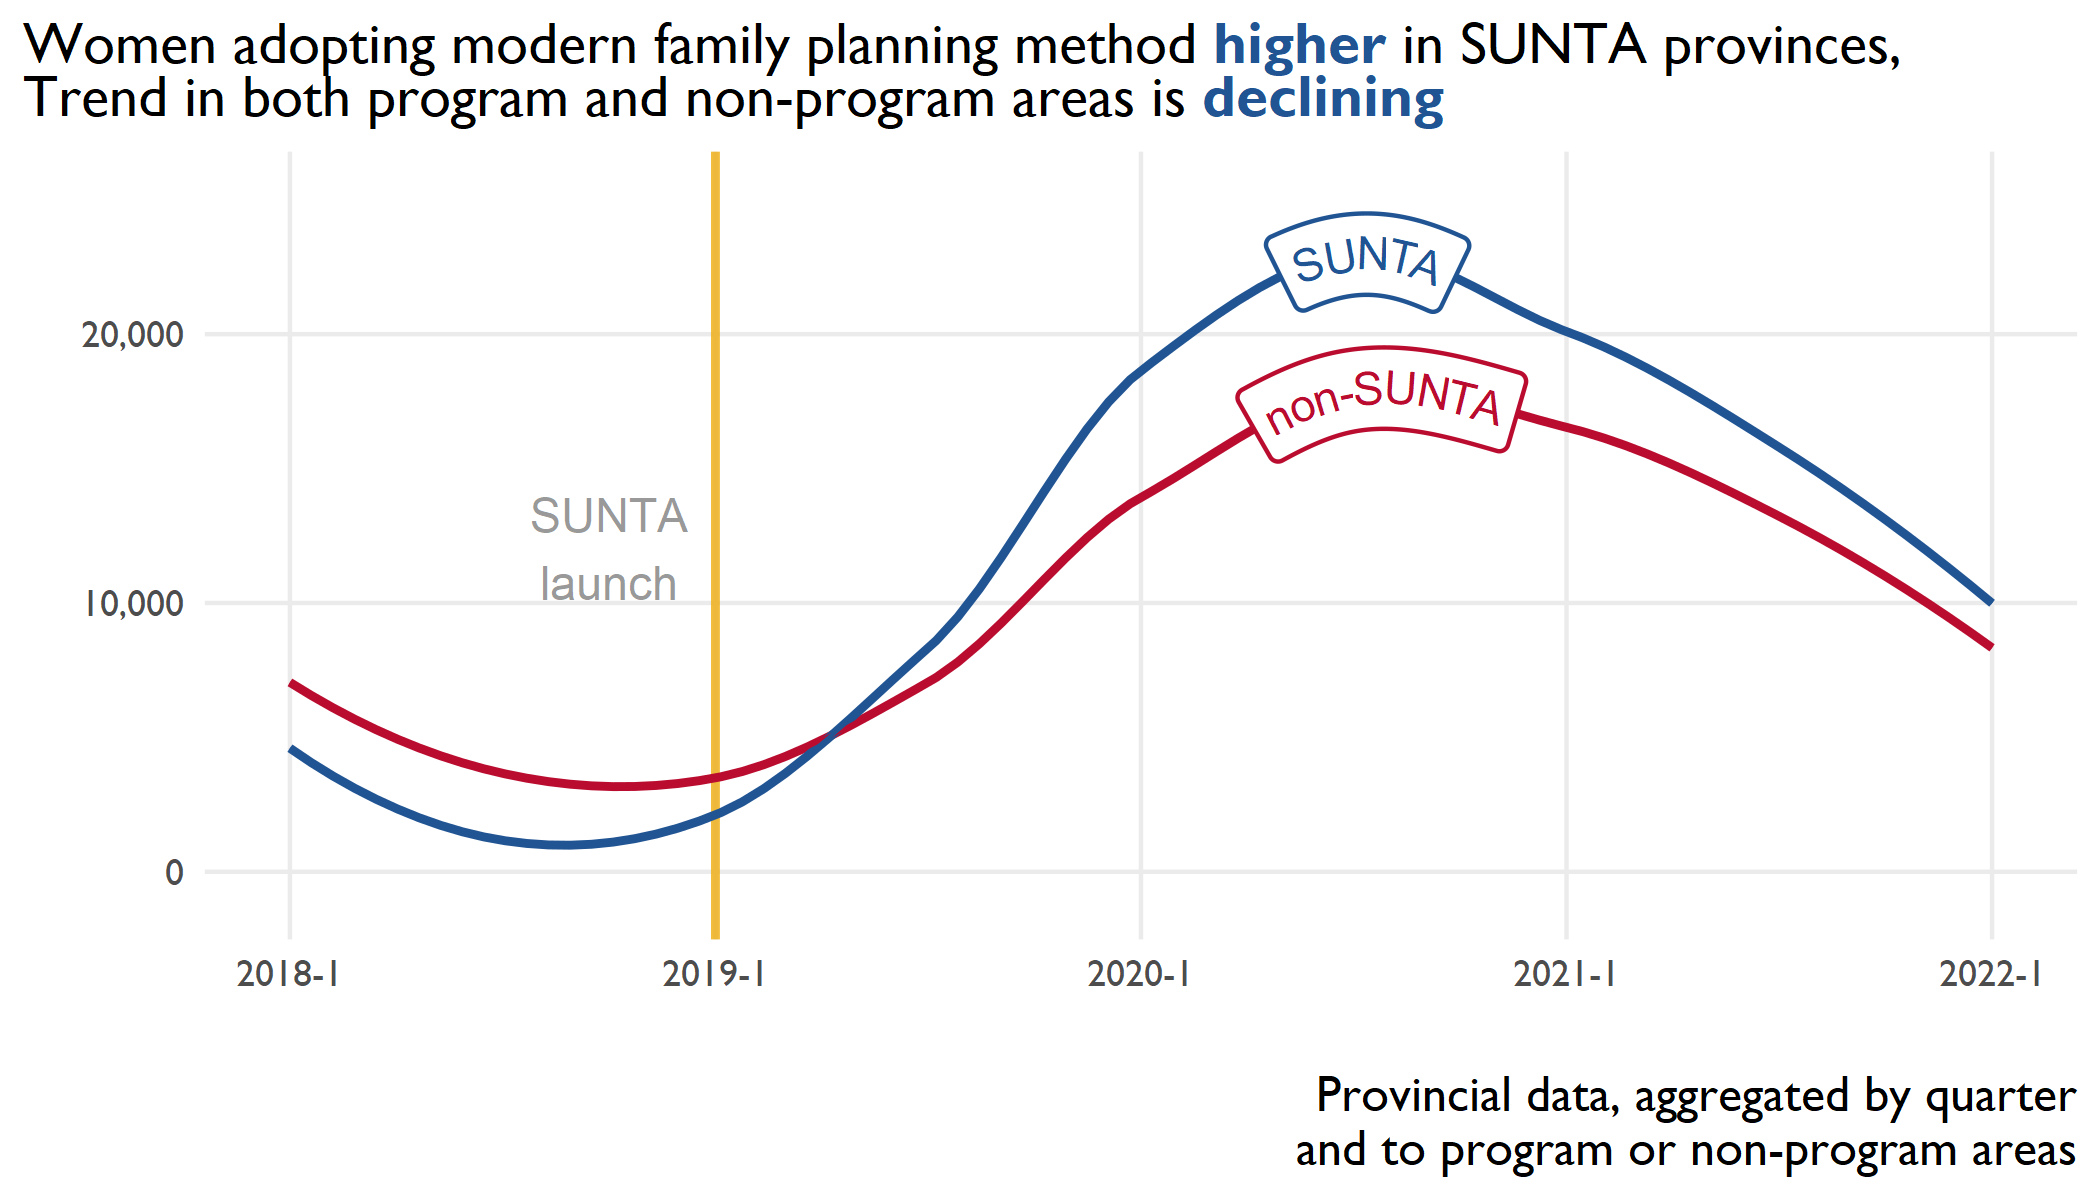 Women adopting modern family planning method higher in SUNTA provinces,
Trend in both program and non-program areas is declining
SUNTA
20,000
non-SUNTA
SUNTA
launch
10,000
0
2018-1
2019-1
2020-1
2021-1
2022-1
Provincial data, aggregated by quarter
and to program or non-program areas